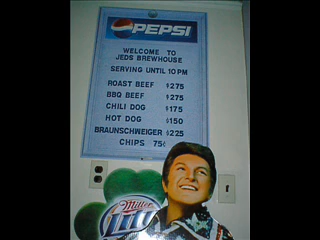 PEPSI
WELCOME TO
JEDS BREWHOUSE
SERVING UNTIL 10 PM
ROAST BEEF $275
BBQ BEEF $275
CHILI DOG $175
HOT DOG $150
BRAUNSCHWEIGER $225
CHIPS 75¢
Miller
Lite